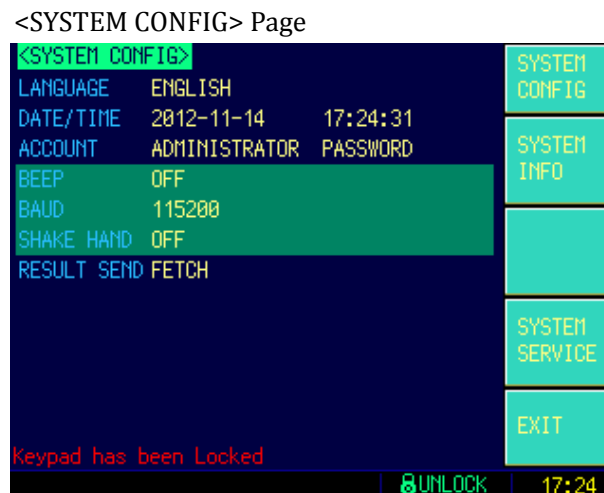 <SYSTEM CONFIG> Page
<SYSTEM CONFIG>
LANGUAGE ENGLISH
DATE/TIME 2012-11-14 17:24:31
ACCOUNT ADMINISTRATOR PASSWORD
BEEP OFF
BAUD 115200
SHAKE HAND OFF
RESULT SEND FETCH
Keypad has been Locked
SYSTEM
CONFIG
SYSTEM
INFO
SYSTEM
SERVICE
EXIT
UNLOCK 17:24